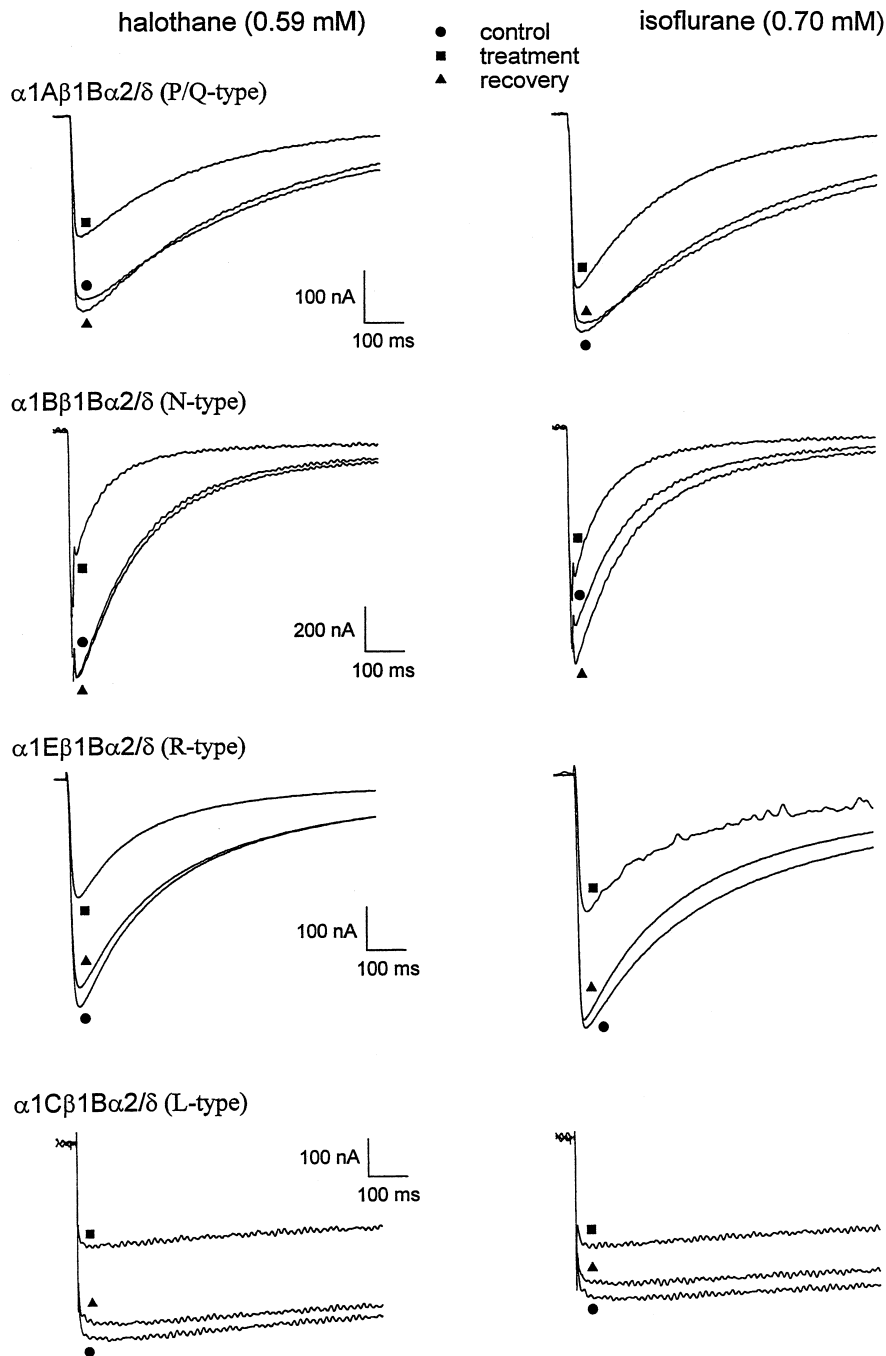 halothane (0.59 mM)
isoflurane (0.70 mM)
● control
■ treatment
▲ recovery
α1Aβ1Bα2/δ (P/Q-type)
100 nA
100 ms
α1Bβ1Bα2/δ (N-type)
200 nA
100 ms
α1Eβ1Bα2/δ (R-type)
100 nA
100 ms
α1Cβ1Bα2/δ (L-type)
100 nA
100 ms